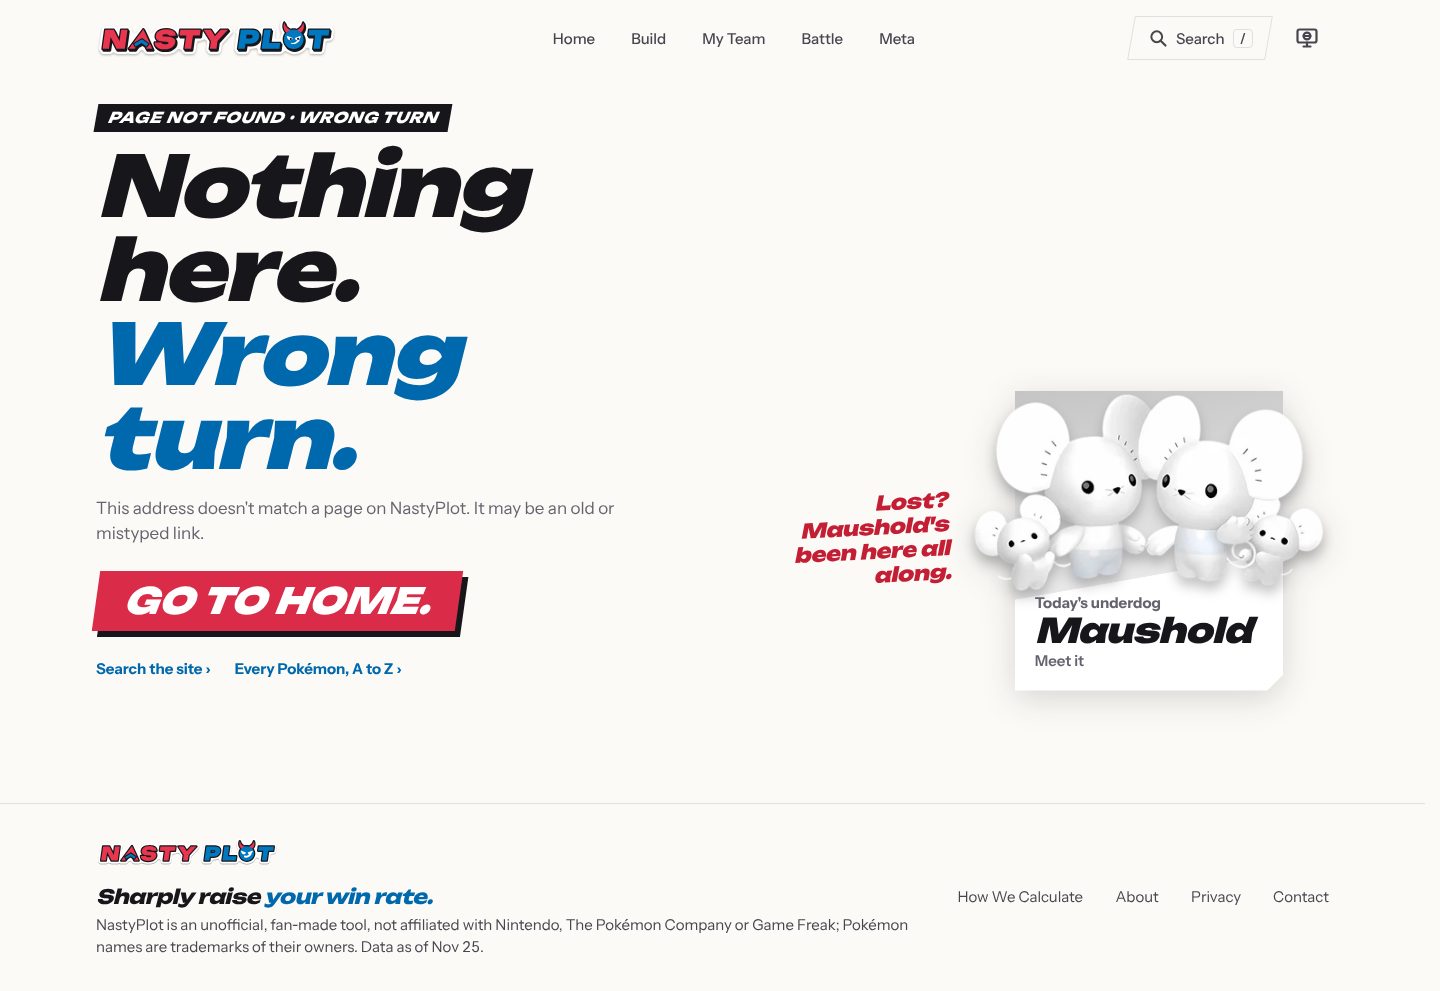 NASTY PLOT
Home Build My Team Battle Meta
Search /
PAGE NOT FOUND · WRONG TURN
Nothing
here.
Wrong
turn.
This address doesn't match a page on NastyPlot. It may be an old or
mistyped link.
GO TO HOME.
Search the site › Every Pokémon, A to Z ›
Lost?
Maushold's
been here all
along.
Today's underdog
Maushold
Meet it
NASTY PLOT
Sharply raise your win rate.
NastyPlot is an unofficial, fan-made tool, not affiliated with Nintendo, The Pokémon Company or Game Freak; Pokémon
names are trademarks of their owners. Data as of Nov 25.
How We Calculate About Privacy Contact